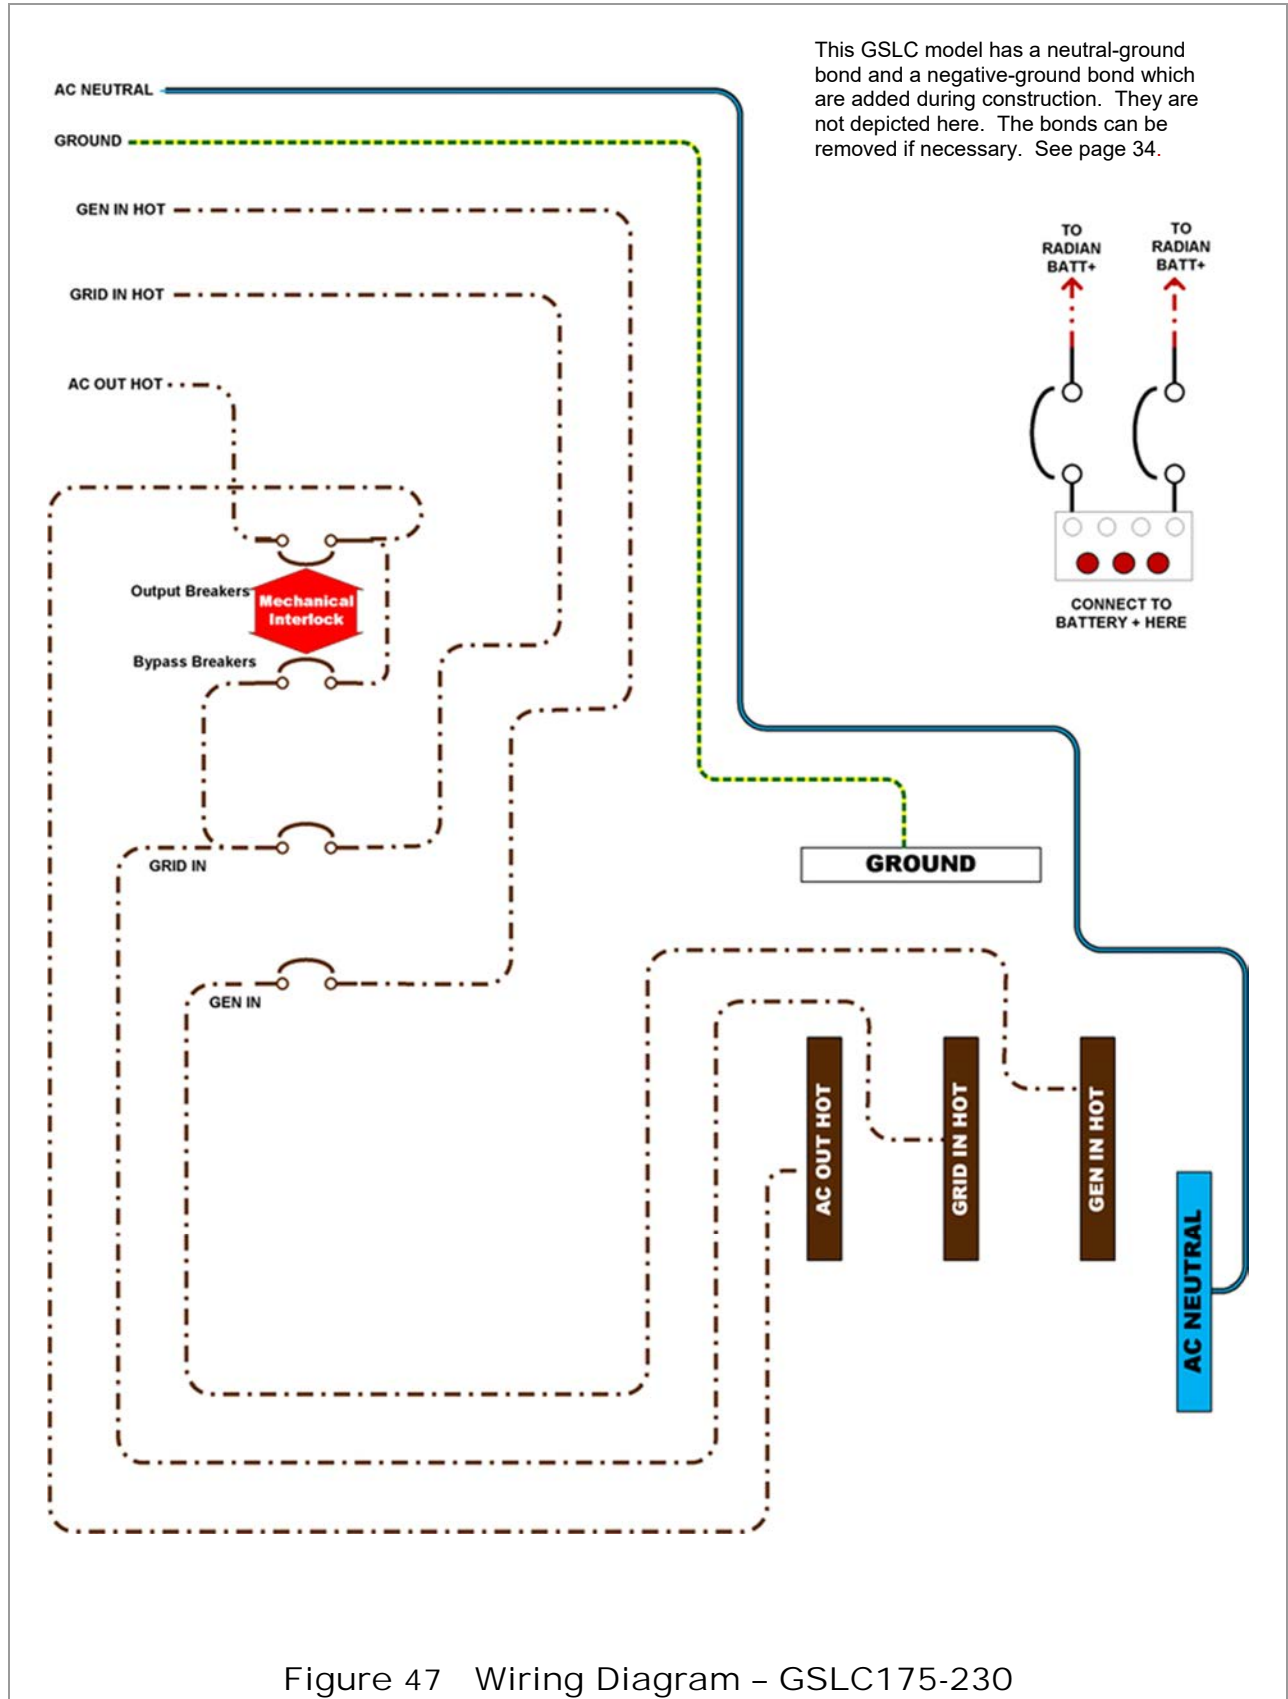 This GSLC model has a neutral-ground
bond and a negative-ground bond which
are added during construction.  They are
not depicted here.  The bonds can be
removed if necessary.  See page 34.
AC NEUTRAL
GROUND
GEN IN HOT
GRID IN HOT
AC OUT HOT
TO
RADIAN
BATT+
TO
RADIAN
BATT+
Output Breakers
Mechanical
Interlock
Bypass Breakers
CONNECT TO
BATTERY + HERE
GRID IN
GROUND
GEN IN
AC OUT HOT
GRID IN HOT
GEN IN HOT
AC NEUTRAL
Figure 47   Wiring Diagram – GSLC175-230